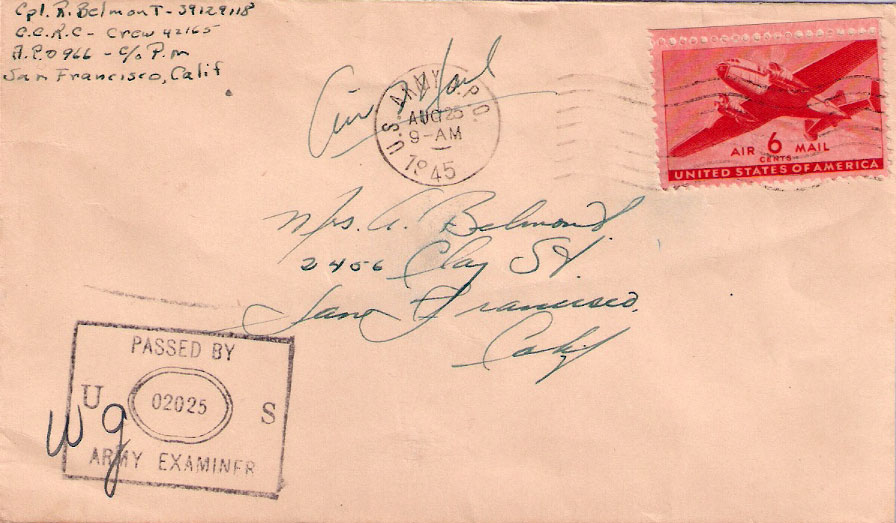 Cpl. R. Belmont - 39129118
C.C.R.C - Crew 42165
A.P.O 966 - C/o P.M
San Francisco, Calif
Air Mail
U.S. ARMY A.P.O.
AUG 25
9-AM
1945
AIR 6 MAIL
CENTS
UNITED STATES OF AMERICA
Mrs. A. Belmont
2456 Clay St.
San Francisco,
Calif
PASSED BY
U 02025 S
ARMY EXAMINER
wg